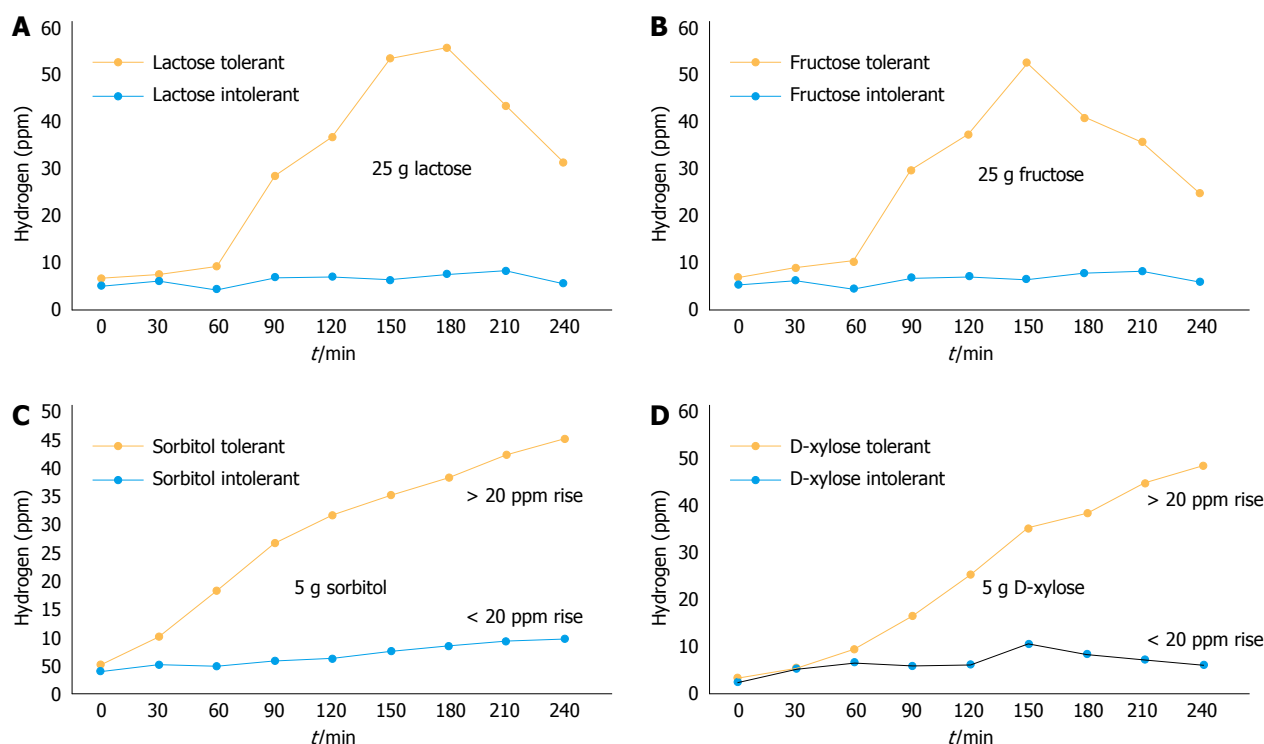 A
60
50
40
30
20
10
0
Hydrogen (ppm)
Lactose tolerant
Lactose intolerant
25 g lactose
0 30 60 90 120 150 180 210 240
t/min
B
60
50
40
30
20
10
0
Hydrogen (ppm)
Fructose tolerant
Fructose intolerant
25 g fructose
0 30 60 90 120 150 180 210 240
t/min
C
50
45
40
35
30
25
20
15
10
50
0
Hydrogen (ppm)
Sorbitol tolerant
Sorbitol intolerant
> 20 ppm rise
5 g sorbitol
< 20 ppm rise
0 30 60 90 120 150 180 210 240
t/min
D
60
50
40
30
20
10
0
Hydrogen (ppm)
D-xylose tolerant
D-xylose intolerant
> 20 ppm rise
5 g D-xylose
< 20 ppm rise
0 30 60 90 120 150 180 210 240
t/min